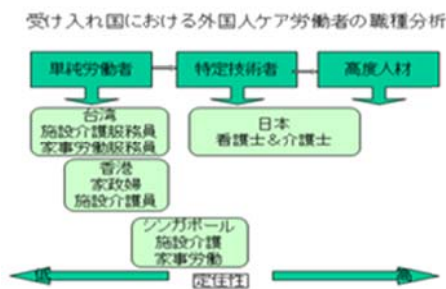 受け入れ国における外国人ケア労働者の職種分析
単純労働者
特定技術者
高度人材
台湾
施設介護服務員
家事労働服務員
日本
看護士&介護士
香港
家政婦
施設介護員
シンガポール
施設介護
家事労働
低
定住性
高